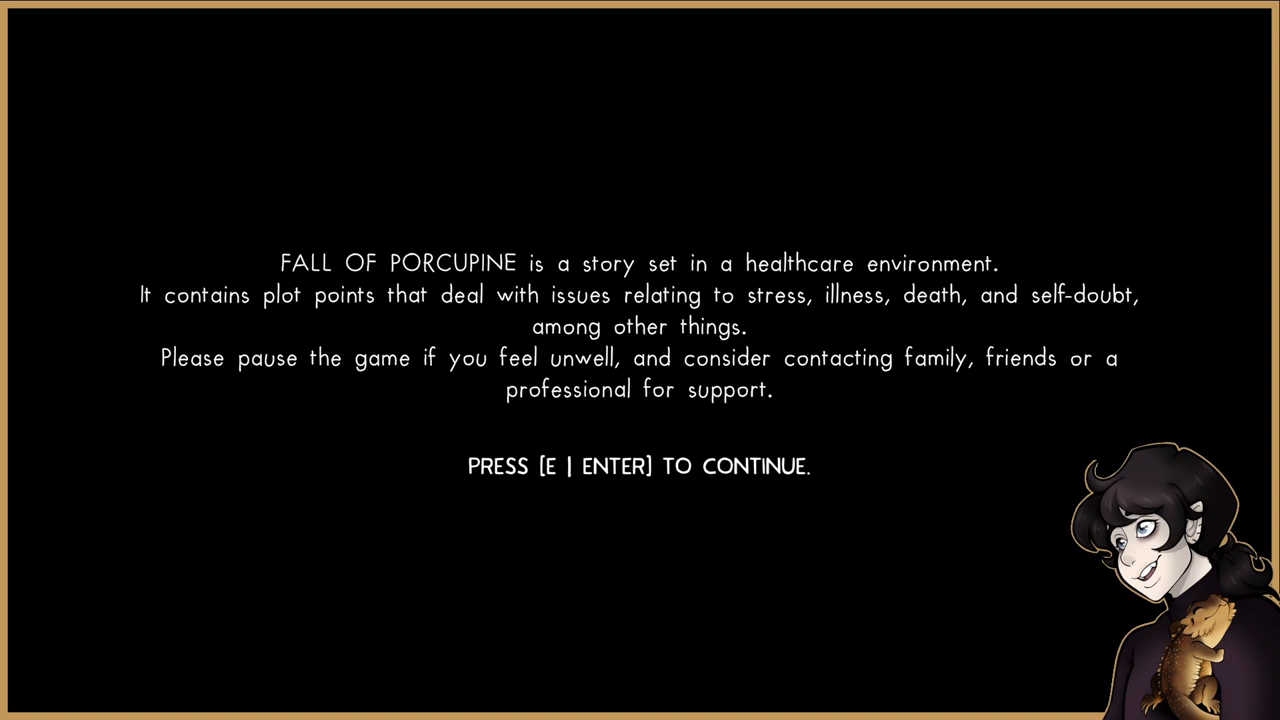 FALL OF PORCUPINE is a story set in a healthcare environment.
It contains plot points that deal with issues relating to stress, illness, death, and self-doubt,
among other things.
Please pause the game if you feel unwell, and consider contacting family, friends or a
professional for support.
PRESS [E | ENTER] TO CONTINUE.